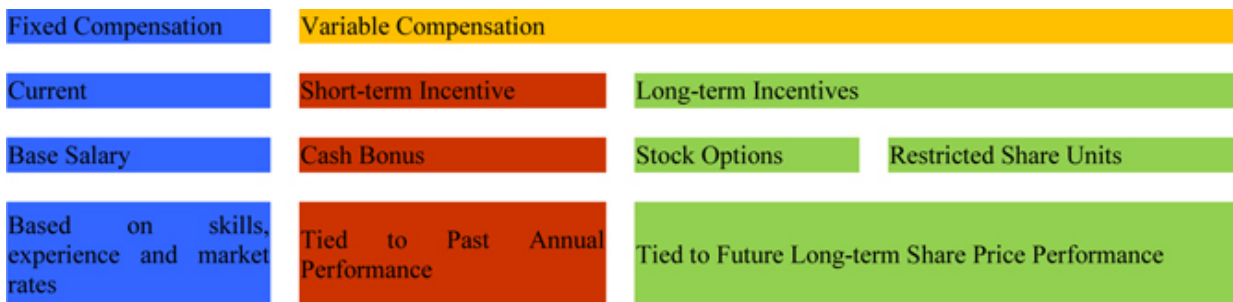 Fixed Compensation
Variable Compensation
Current
Short-term Incentive
Long-term Incentives
Base Salary
Cash Bonus
Stock Options
Restricted Share Units
Based on skills,
experience and market
rates
Tied to Past Annual
Performance
Tied to Future Long-term Share Price Performance